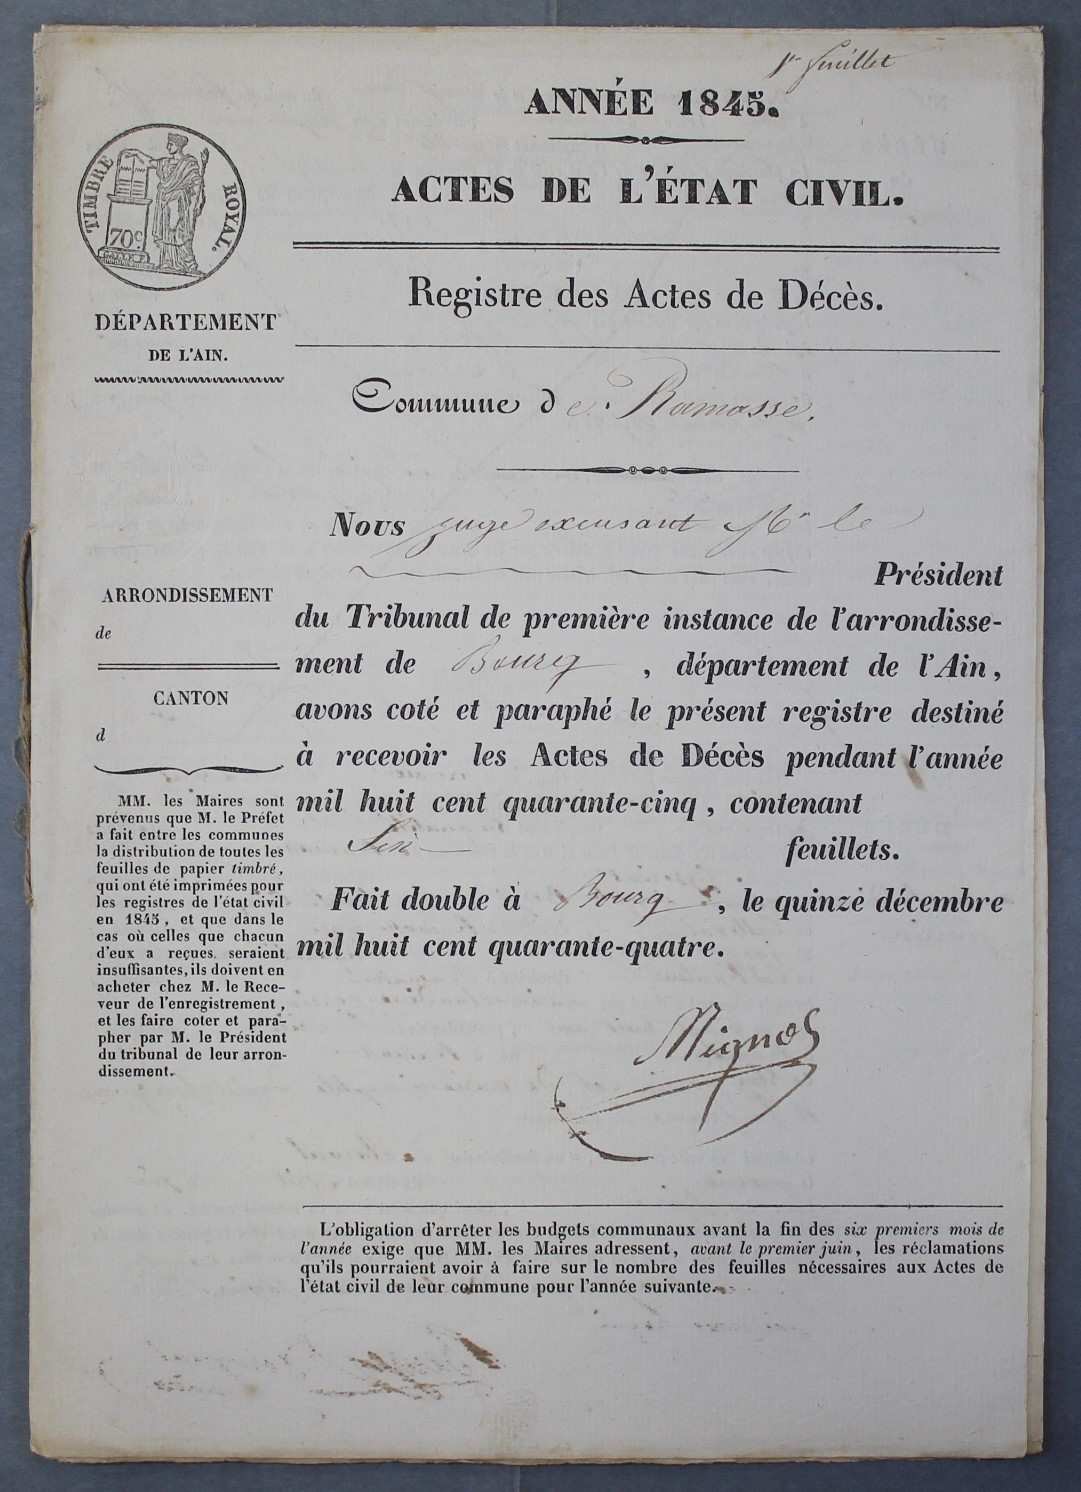 1er feuillet
ANNÉE 1845.
ACTES DE L'ÉTAT CIVIL.
TIMBRE ROYAL.
70c
Registre des Actes de Décès.
DÉPARTEMENT
DE L'AIN.
Commune de Ramasse.
Nous juge excusant Mr le
Président
du Tribunal de première instance de l'arrondisse-
ment de Bourg, département de l'Ain,
avons coté et paraphé le présent registre destiné
à recevoir les Actes de Décès pendant l'année
mil huit cent quarante-cinq, contenant
Six feuillets.
Fait double à Bourg, le quinze décembre
mil huit cent quarante-quatre.
ARRONDISSEMENT
de
CANTON
d
MM. les Maires sont
prévenus que M. le Préfet
a fait entre les communes
la distribution de toutes les
feuilles de papier timbré,
qui ont été imprimées pour
les registres de l'état civil
en 1845, et que dans le
cas où celles que chacun
d'eux a reçues seraient
insuffisantes, ils doivent en
acheter chez M. le Rece-
veur de l'enregistrement,
et les faire coter et para-
pher par M. le Président
du tribunal de leur arron-
dissement.
L'obligation d'arrêter les budgets communaux avant la fin des six premiers mois de
l'année exige que MM. les Maires adressent, avant le premier juin, les réclamations
qu'ils pourraient avoir à faire sur le nombre des feuilles nécessaires aux Actes de
l'état civil de leur commune pour l'année suivante.